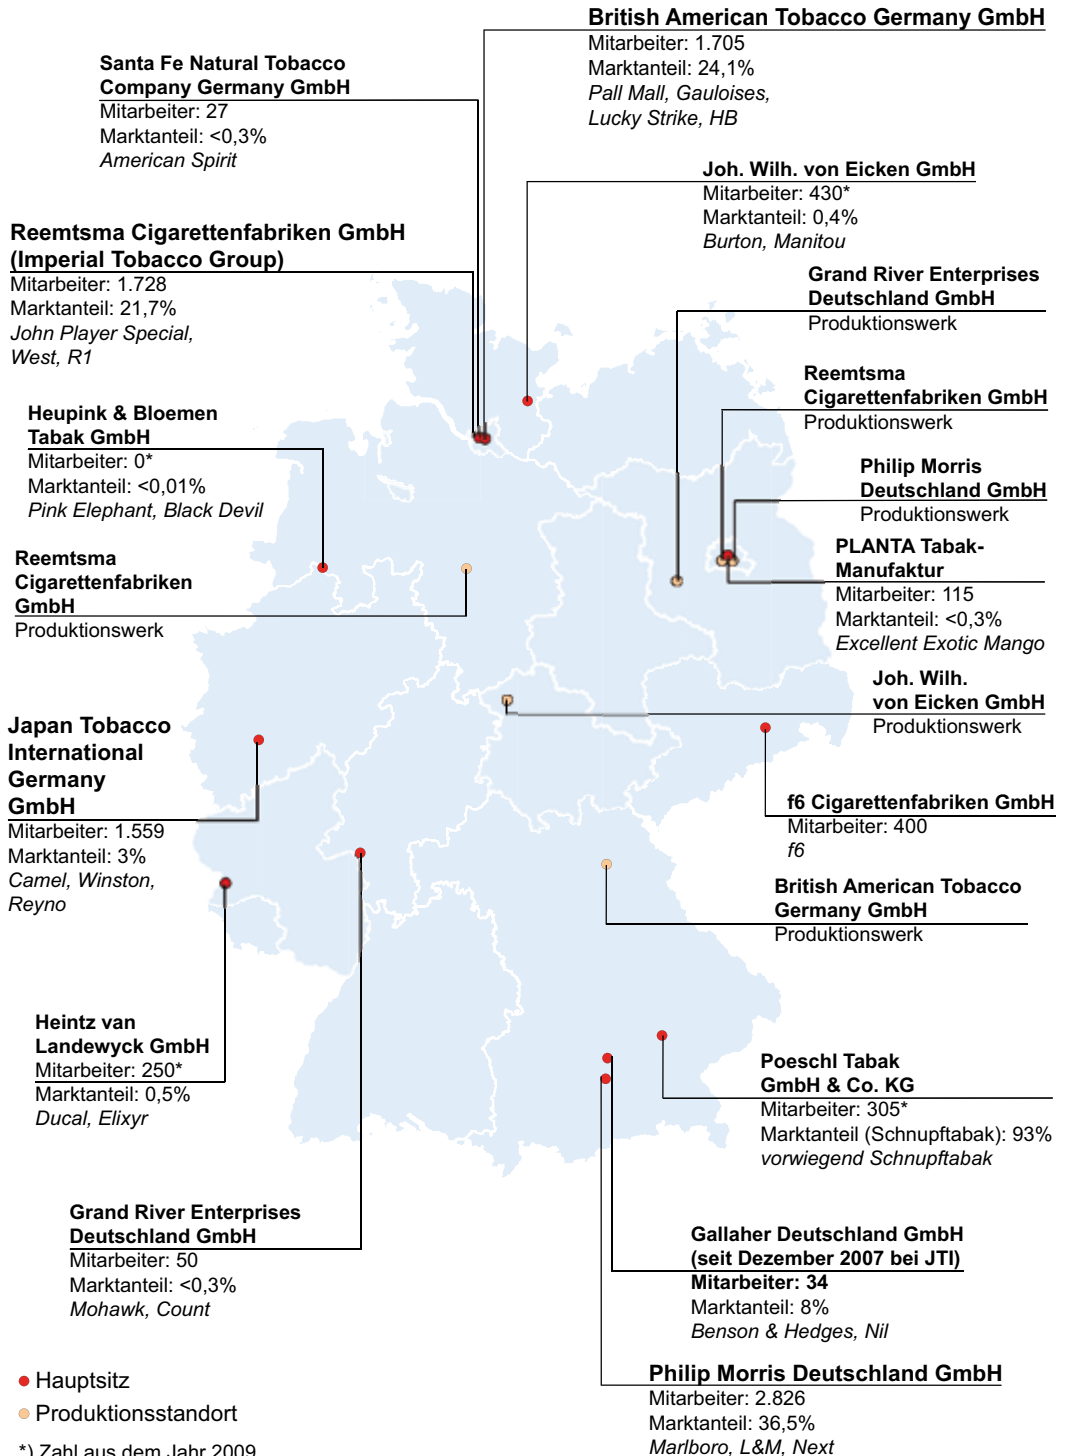 British American Tobacco Germany GmbH
Mitarbeiter: 1.705
Marktanteil: 24,1%
Pall Mall, Gauloises,
Lucky Strike, HB
Santa Fe Natural Tobacco
Company Germany GmbH
Mitarbeiter: 27
Marktanteil: <0,3%
American Spirit
Joh. Wilh. von Eicken GmbH
Mitarbeiter: 430*
Marktanteil: 0,4%
Burton, Manitou
Reemtsma Cigarettenfabriken GmbH
(Imperial Tobacco Group)
Mitarbeiter: 1.728
Marktanteil: 21,7%
John Player Special,
West, R1
Grand River Enterprises
Deutschland GmbH
Produktionswerk
Reemtsma
Cigarettenfabriken GmbH
Produktionswerk
Heupink & Bloemen
Tabak GmbH
Mitarbeiter: 0*
Marktanteil: <0,01%
Pink Elephant, Black Devil
Philip Morris
Deutschland GmbH
Produktionswerk
Reemtsma
Cigarettenfabriken
GmbH
Produktionswerk
PLANTA Tabak-
Manufaktur
Mitarbeiter: 115
Marktanteil: <0,3%
Excellent Exotic Mango
Joh. Wilh.
von Eicken GmbH
Produktionswerk
Japan Tobacco
International
Germany
GmbH
Mitarbeiter: 1.559
Marktanteil: 3%
Camel, Winston,
Reyno
f6 Cigarettenfabriken GmbH
Mitarbeiter: 400
f6
British American Tobacco
Germany GmbH
Produktionswerk
Heintz van
Landewyck GmbH
Mitarbeiter: 250*
Marktanteil: 0,5%
Ducal, Elixyr
Poeschl Tabak
GmbH & Co. KG
Mitarbeiter: 305*
Marktanteil (Schnupftabak): 93%
vorwiegend Schnupftabak
Grand River Enterprises
Deutschland GmbH
Mitarbeiter: 50
Marktanteil: <0,3%
Mohawk, Count
Gallaher Deutschland GmbH
(seit Dezember 2007 bei JTI)
Mitarbeiter: 34
Marktanteil: 8%
Benson & Hedges, Nil
Philip Morris Deutschland GmbH
Mitarbeiter: 2.826
Marktanteil: 36,5%
Marlboro, L&M, Next
Hauptsitz
Produktionsstandort
*) Zahl aus dem Jahr 2009